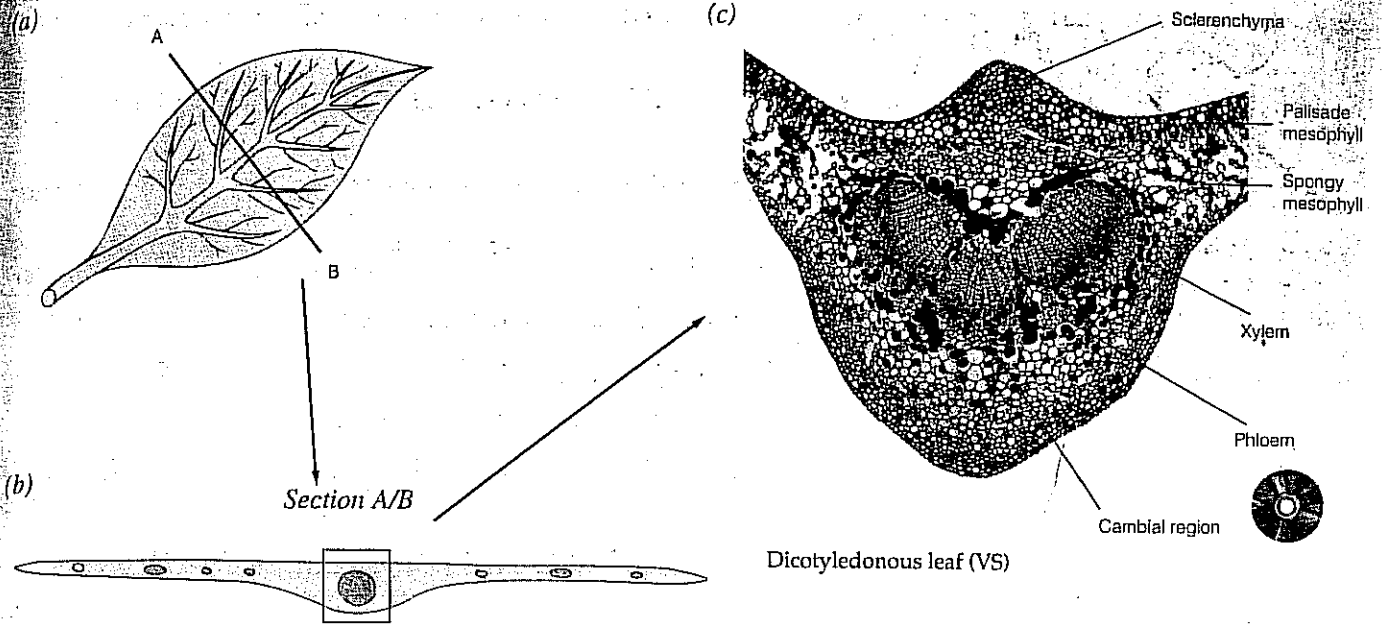 (a)
A
B
(b)
Section A/B
(c)
Sclerenchyma
Palisade
mesophyll
Spongy
mesophyll
Xylem
Phloem
Cambial region
Dicotyledonous leaf (VS)